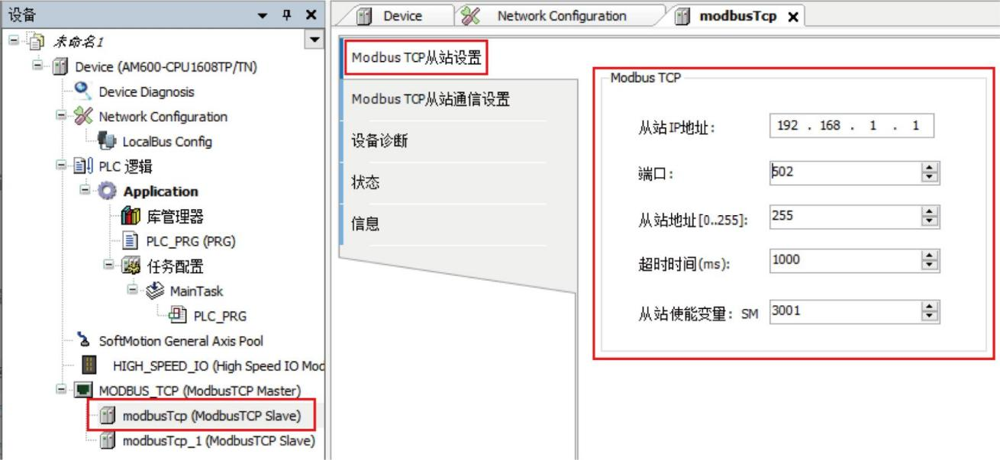 设备
未命名1
Device (AM600-CPU1608TP/TN)
Device Diagnosis
Network Configuration
LocalBus Config
PLC 逻辑
Application
库管理器
PLC_PRG (PRG)
任务配置
MainTask
PLC_PRG
SoftMotion General Axis Pool
HIGH_SPEED_IO (High Speed IO Mod
MODBUS_TCP (ModbusTCP Master)
modbusTcp (ModbusTCP Slave)
modbusTcp_1 (ModbusTCP Slave)
Device
Network Configuration
modbusTcp
Modbus TCP从站设置
Modbus TCP从站通信设置
设备诊断
状态
信息
Modbus TCP
从站IP地址: 192 . 168 . 1 . 1
端口: 502
从站地址[0..255]: 255
超时时间(ms): 1000
从站使能变量: SM 3001